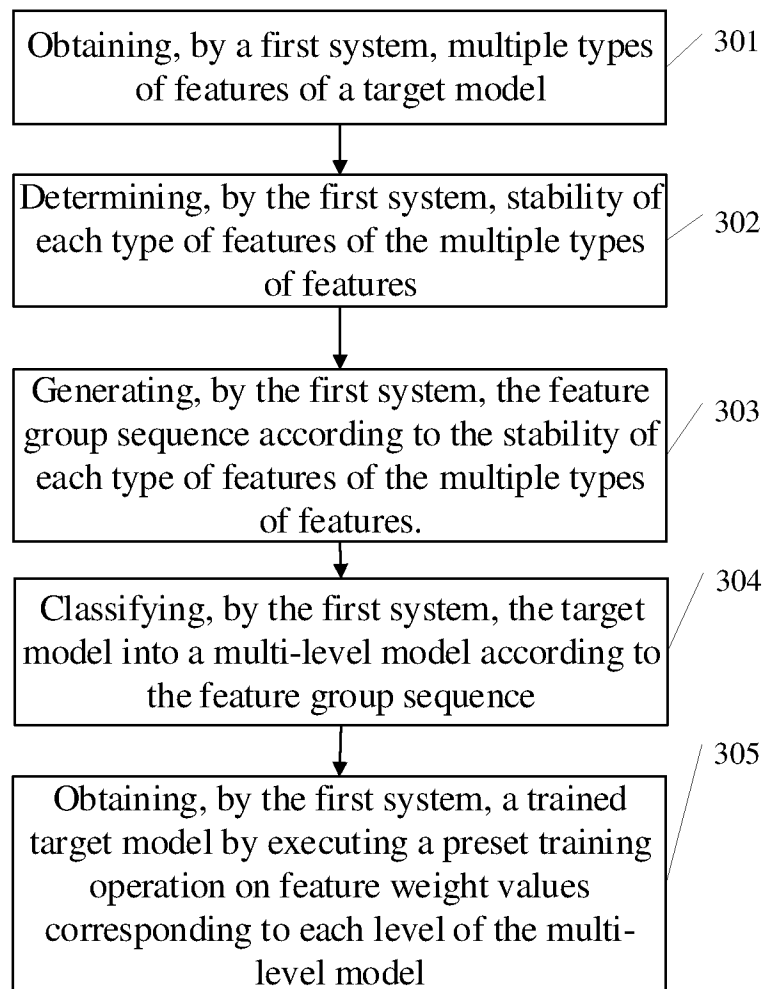 Obtaining, by a first system, multiple types
of features of a target model
301
Determining, by the first system, stability of
each type of features of the multiple types
of features
302
Generating, by the first system, the feature
group sequence according to the stability of
each type of features of the multiple types
of features.
303
Classifying, by the first system, the target
model into a multi-level model according to
the feature group sequence
304
Obtaining, by the first system, a trained
target model by executing a preset training
operation on feature weight values
corresponding to each level of the multi-
level model
305